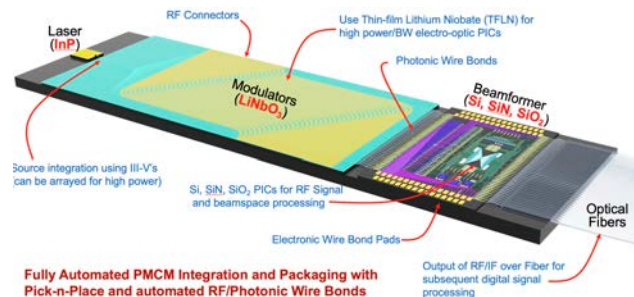 RF Connectors
Use Thin-film Lithium Niobate (TFLN) for
high power/BW electro-optic PICs
Laser
(InP)
Photonic Wire Bonds
Modulators
(LiNbO3)
Beamformer
(Si, SiN, SiO2)
Source integration using III-V's
(can be arrayed for high power)
Si, SiN, SiO2 PICs for RF Signal
and beamspace processing
Electronic Wire Bond Pads
Optical
Fibers
Output of RF/IF over Fiber for
subsequent digital signal
processing
Fully Automated PMCM Integration and Packaging with
Pick-n-Place and automated RF/Photonic Wire Bonds